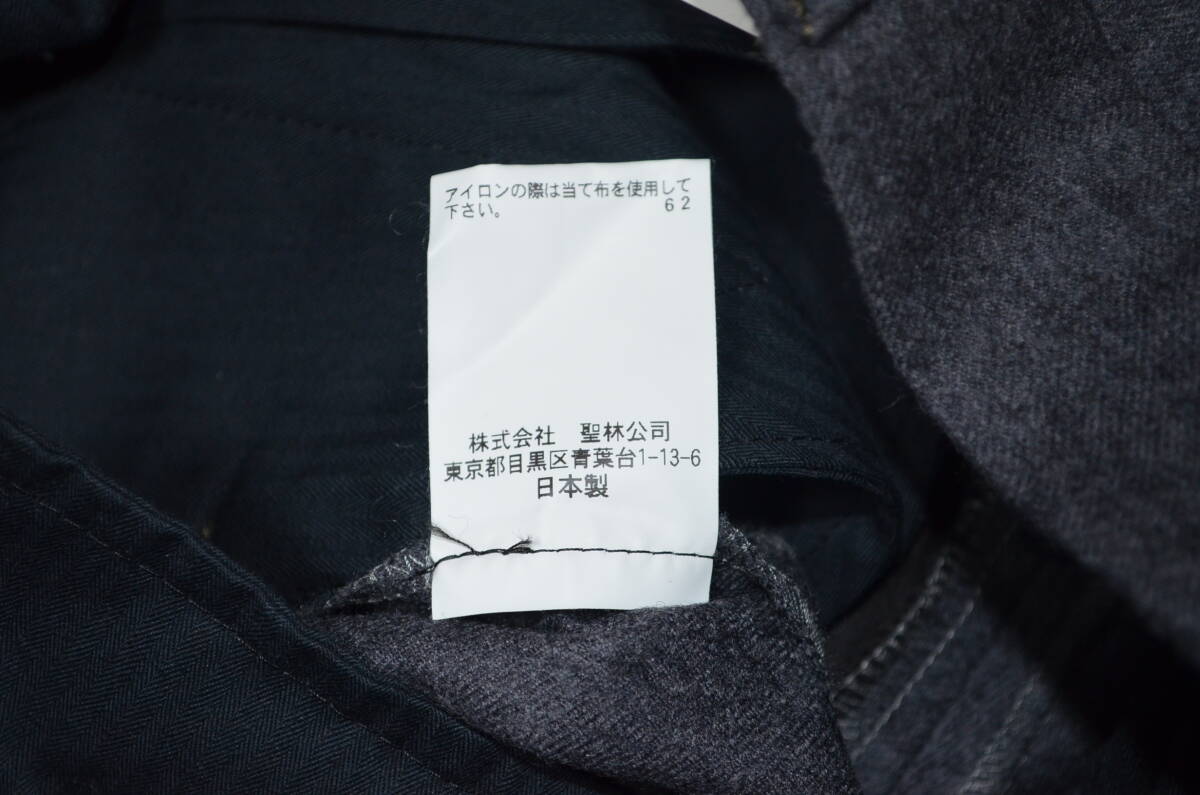 アイロンの際は当て布を使用して
下さい。 62
株式会社 聖林公司
東京都目黒区青葉台1-13-6
日本製